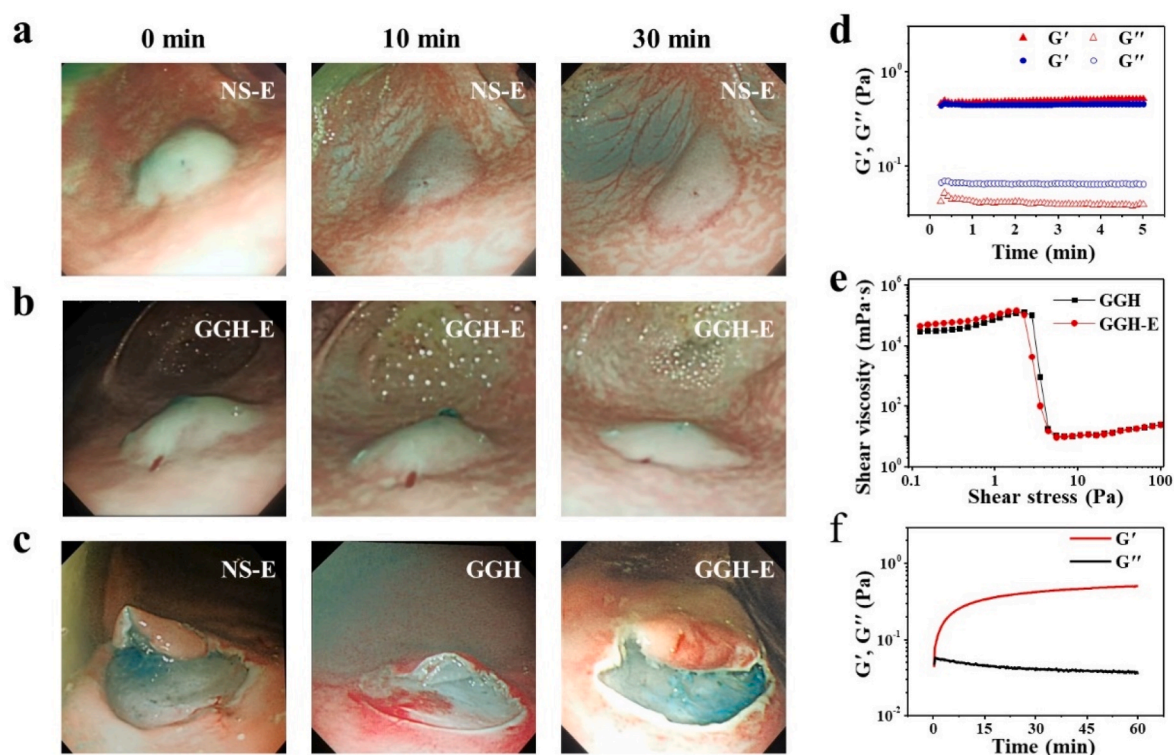 a
0 min
10 min
30 min
NS-E
NS-E
NS-E
b
GGH-E
GGH-E
GGH-E
c
NS-E
GGH
GGH-E
d
G′ G″
G′ G″
G′, G″ (Pa)
10⁰
10⁻¹
0 1 2 3 4 5
Time (min)
e
GGH
GGH-E
Shear viscosity (mPa·s)
10⁶
10⁴
10²
10⁰
0.1 1 10 100
Shear stress (Pa)
f
G′
G″
G′, G″ (Pa)
10⁰
10⁻¹
10⁻²
0 15 30 45 60
Time (min)